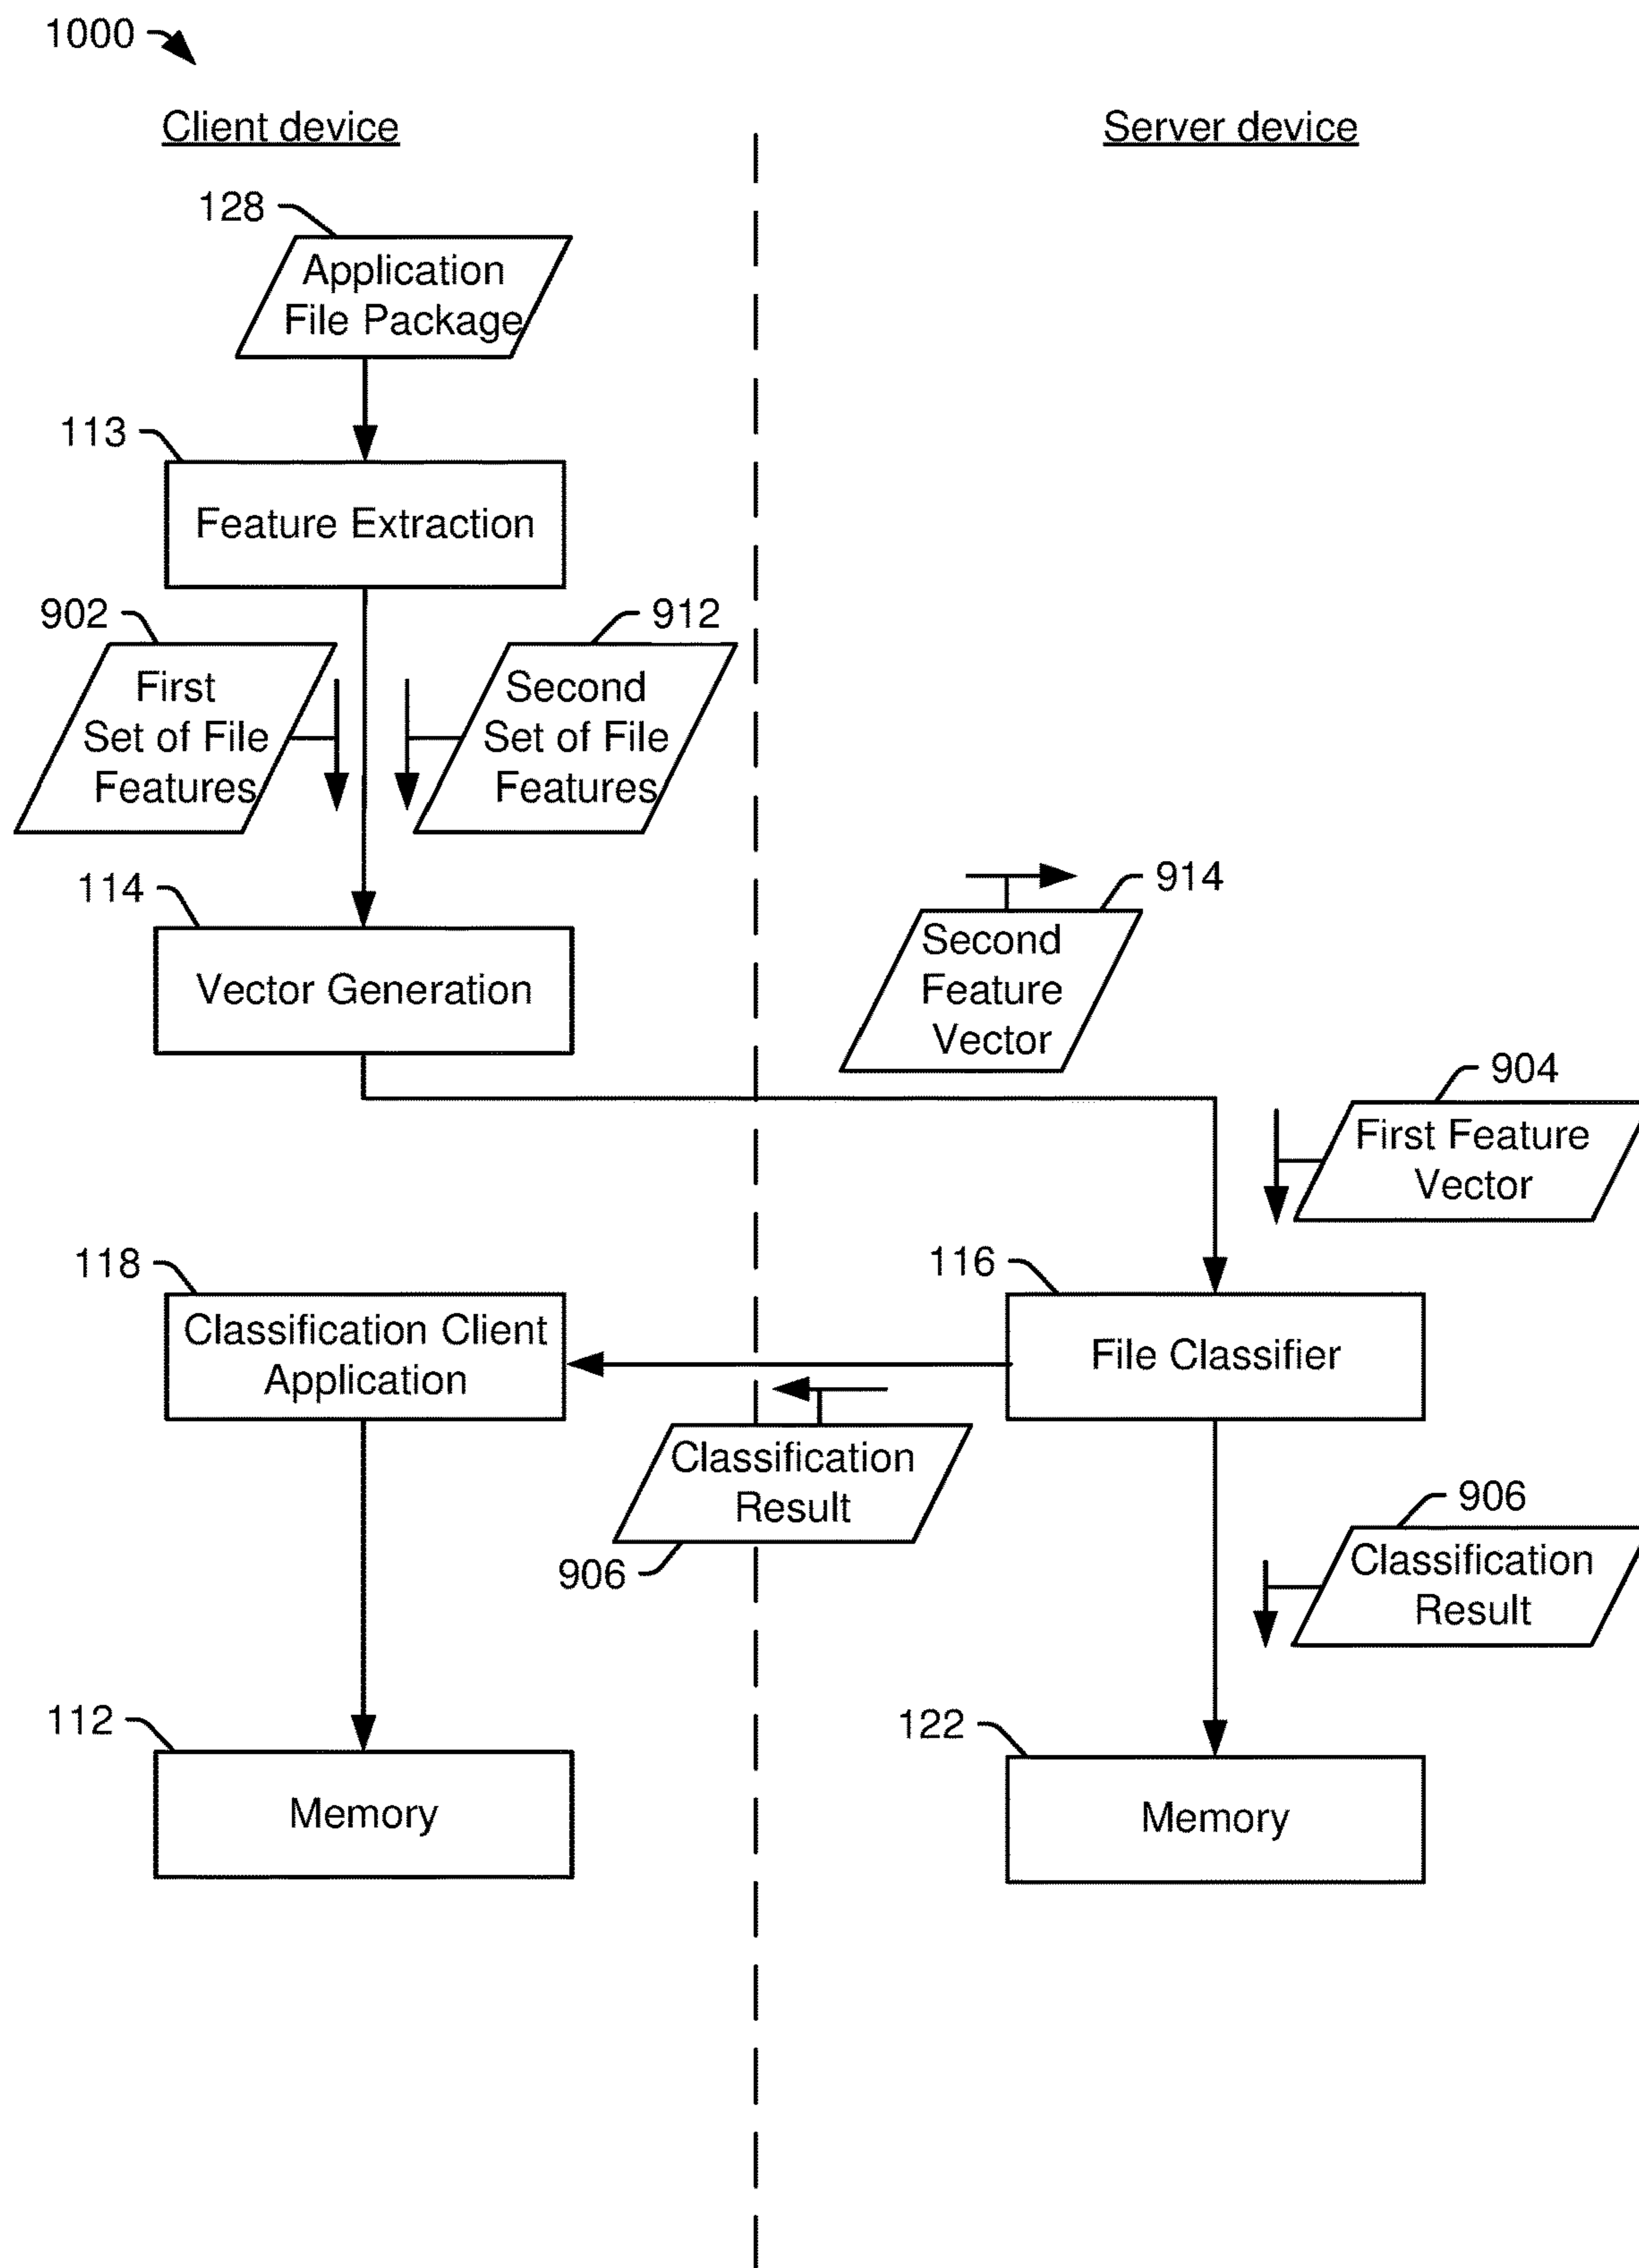 1000
Client device
Server device
128
Application
File Package
113
Feature Extraction
902
912
First
Set of File
Features
Second
Set of File
Features
114
Vector Generation
914
Second
Feature
Vector
904
First Feature
Vector
118
Classification Client
Application
116
File Classifier
Classification
Result
906
906
Classification
Result
112
Memory
122
Memory